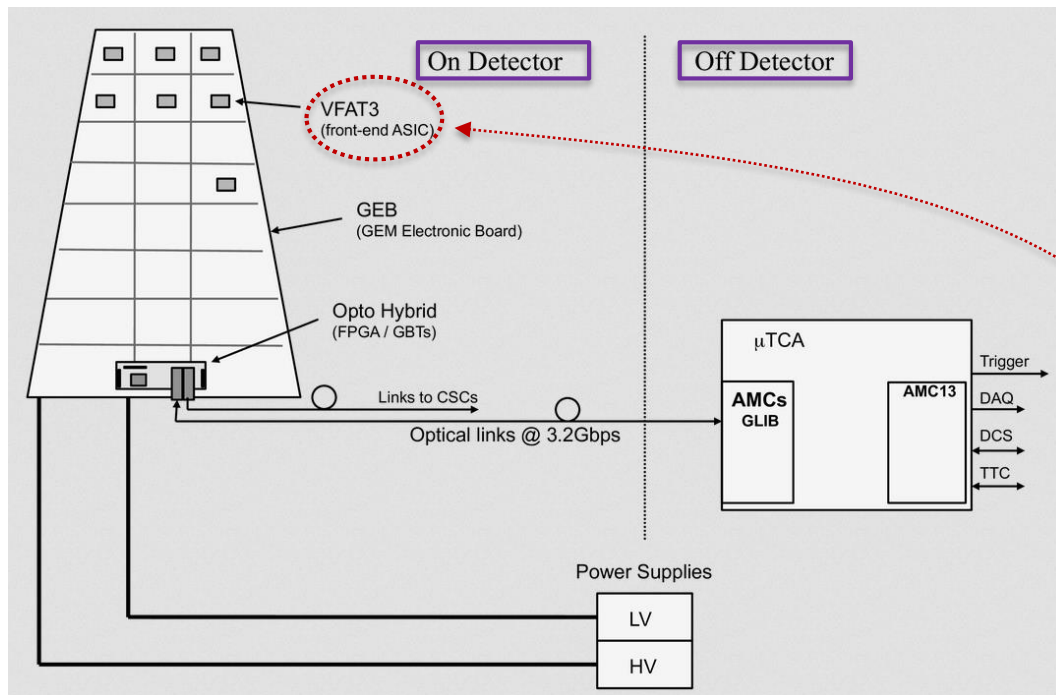 On Detector
Off Detector
VFAT3
(front-end ASIC)
GEB
(GEM Electronic Board)
Opto Hybrid
(FPGA / GBTs)
Links to CSCs
Optical links @ 3.2Gbps
µTCA
AMCs
GLIB
AMC13
Trigger
DAQ
DCS
TTC
Power Supplies
LV
HV